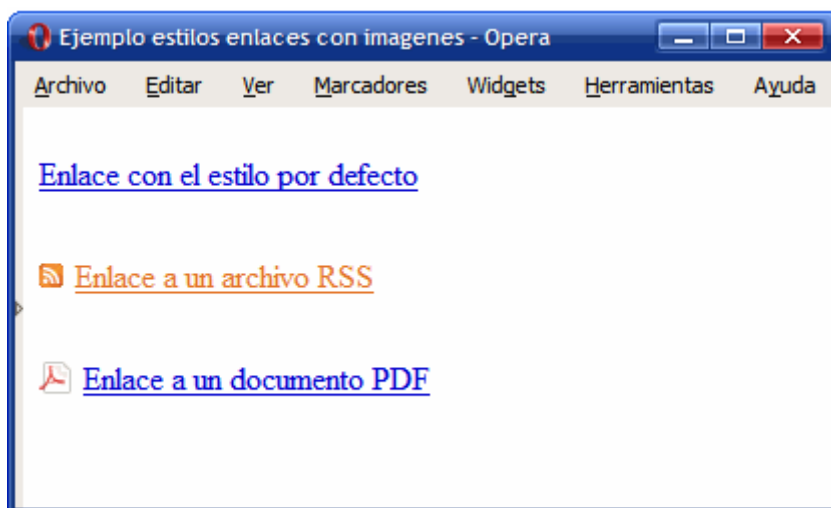 Ejemplo estilos enlaces con imagenes - Opera
Archivo Editar Ver Marcadores Widgets Herramientas Ayuda
Enlace con el estilo por defecto
Enlace a un archivo RSS
Enlace a un documento PDF